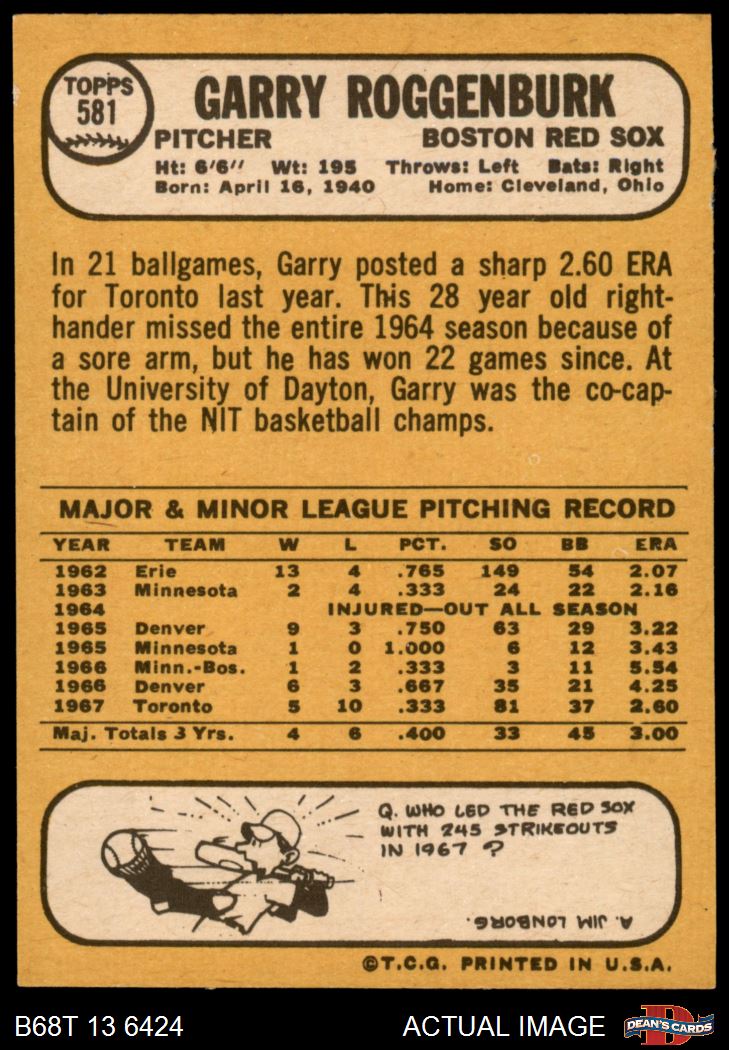 TOPPS
581
GARRY ROGGENBURK
PITCHER BOSTON RED SOX
Ht: 6'6" Wt: 195 Throws: Left Bats: Right
Born: April 16, 1940 Home: Cleveland, Ohio
In 21 ballgames, Garry posted a sharp 2.60 ERA
for Toronto last year. This 28 year old right-
hander missed the entire 1964 season because of
a sore arm, but he has won 22 games since. At
the University of Dayton, Garry was the co-cap-
tain of the NIT basketball champs.
MAJOR & MINOR LEAGUE PITCHING RECORD
YEAR TEAM W L PCT. SO BB ERA
1962 Erie 13 4 .765 149 54 2.07
1963 Minnesota 2 4 .333 24 22 2.16
1964 INJURED—OUT ALL SEASON
1965 Denver 9 3 .750 63 29 3.22
1965 Minnesota 1 0 1.000 6 12 3.43
1966 Minn.-Bos. 1 2 .333 3 11 5.54
1966 Denver 6 3 .667 35 21 4.25
1967 Toronto 5 10 .333 81 37 2.60
Maj. Totals 3 Yrs. 4 6 .400 33 45 3.00
Q. WHO LED THE RED SOX
WITH 245 STRIKEOUTS
IN 1967 ?
A. JIM LONBORG.
©T.C.G. PRINTED IN U.S.A.
B68T 13 6424 ACTUAL IMAGE DEAN'S CARDS